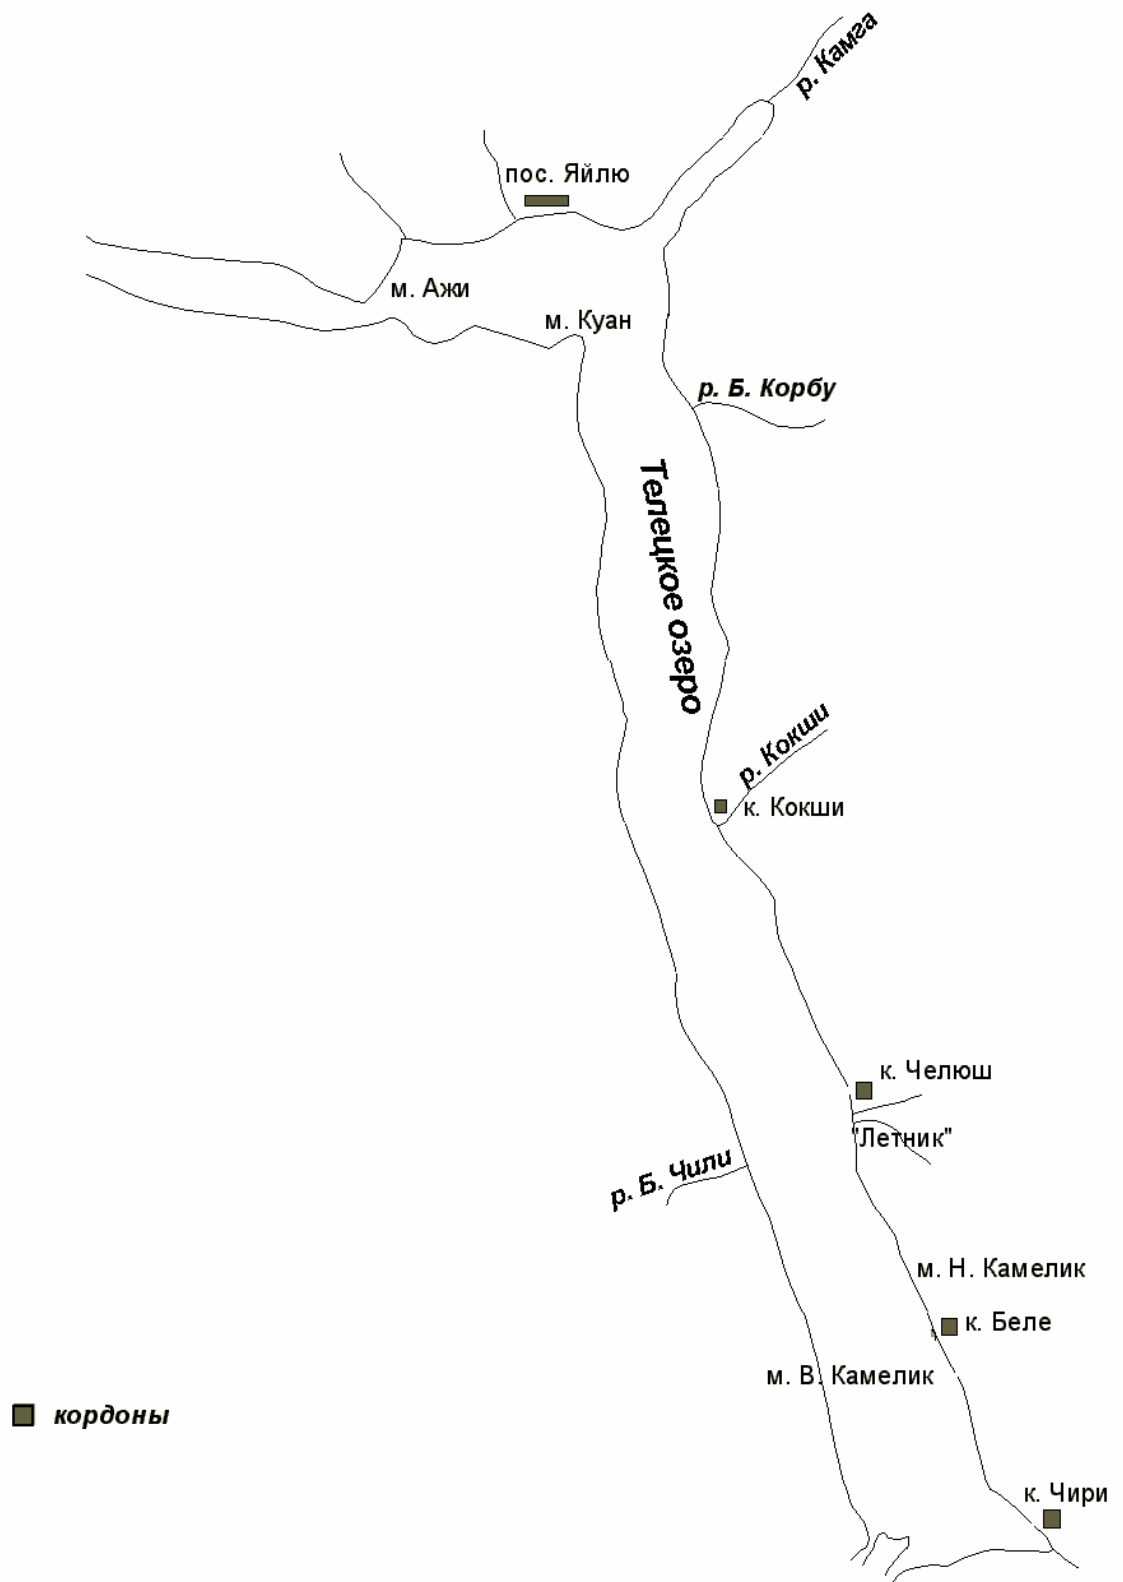 р. Камга
пос. Яйлю
м. Ажи
м. Куан
р. Б. Корбу
Телецкое озеро
р. Кокши
к. Кокши
к. Челюш
"Летник"
р. Б. Чили
м. Н. Камелик
к. Беле
м. В. Камелик
кордоны
к. Чири